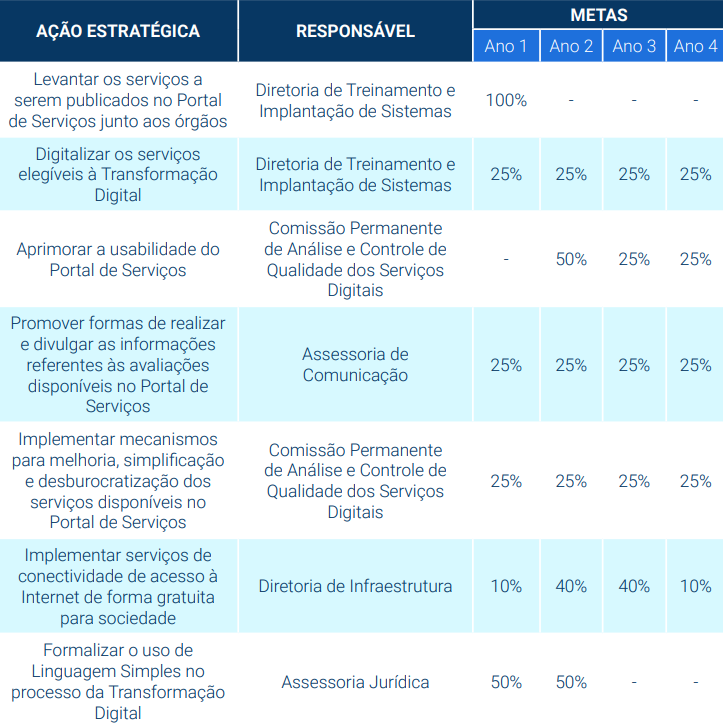 AÇÃO ESTRATÉGICA
RESPONSÁVEL
METAS
Ano 1
Ano 2
Ano 3
Ano 4
Levantar os serviços a
serem publicados no Portal
de Serviços junto aos órgãos
Diretoria de Treinamento e
Implantação de Sistemas
100%
-
-
-
Digitalizar os serviços
elegíveis à Transformação
Digital
Diretoria de Treinamento e
Implantação de Sistemas
25%
25%
25%
25%
Aprimorar a usabilidade do
Portal de Serviços
Comissão Permanente
de Análise e Controle de
Qualidade dos Serviços
Digitais
-
50%
25%
25%
Promover formas de realizar
e divulgar as informações
referentes às avaliações
disponíveis no Portal de
Serviços
Assessoria de
Comunicação
25%
25%
25%
25%
Implementar mecanismos
para melhoria, simplificação
e desburocratização dos
serviços disponíveis no
Portal de Serviços
Comissão Permanente
de Análise e Controle de
Qualidade dos Serviços
Digitais
25%
25%
25%
25%
Implementar serviços de
conectividade de acesso à
Internet de forma gratuita
para sociedade
Diretoria de Infraestrutura
10%
40%
40%
10%
Formalizar o uso de
Linguagem Simples no
processo da Transformação
Digital
Assessoria Jurídica
50%
50%
-
-